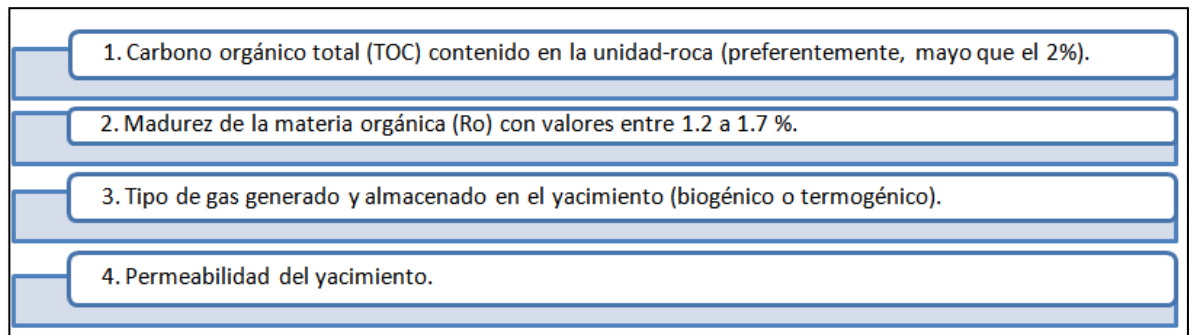 1. Carbono orgánico total (TOC) contenido en la unidad-roca (preferentemente, mayo que el 2%).
2. Madurez de la materia orgánica (Ro) con valores entre 1.2 a 1.7 %.
3. Tipo de gas generado y almacenado en el yacimiento (biogénico o termogénico).
4. Permeabilidad del yacimiento.